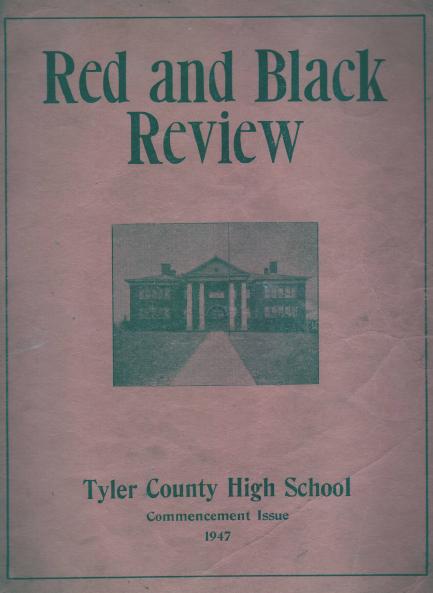 Red and Black
Review
Tyler County High School
Commencement Issue
1947